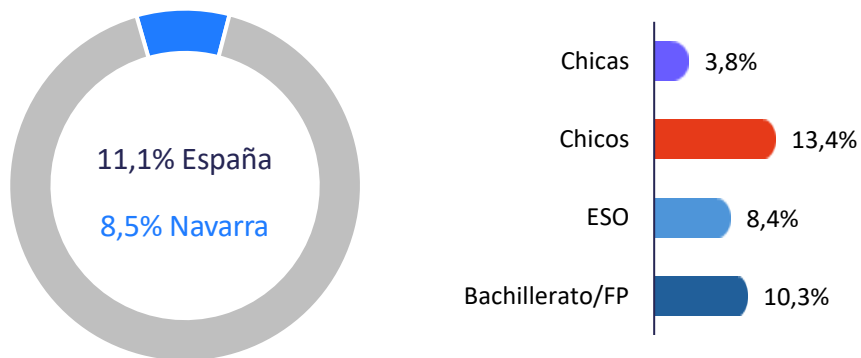 11,1% España
8,5% Navarra
Chicas 3,8%
Chicos 13,4%
ESO 8,4%
Bachillerato/FP 10,3%